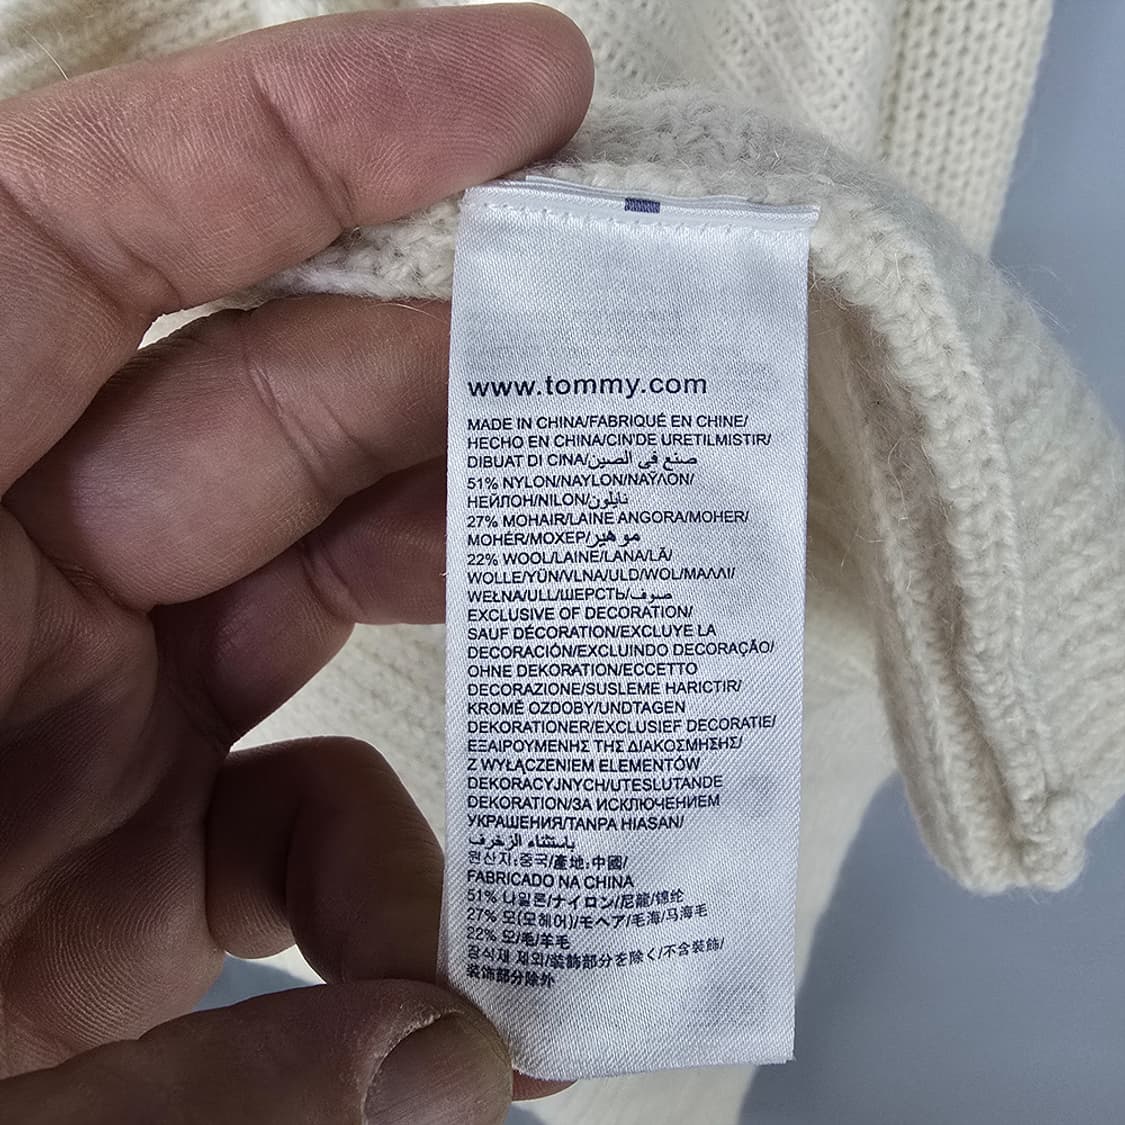 www.tommy.com
MADE IN CHINA/FABRIQUÉ EN CHINE/
HECHO EN CHINA/CIN'DE URETILMISTIR/
DIBUAT DI CINA/صنع في الصين
51% NYLON/NAYLON/ΝΑΫΛΟΝ/
НЕЙЛОН/NILON/نايلون
27% MOHAIR/LAINE ANGORA/MOHER/
MOHÉR/МОХЕР/موهير
22% WOOL/LAINE/LANA/LÃ/
WOLLE/YÜN/VLNA/ULD/WOL/ΜΑΛΛΙ/
WEŁNA/ULL/ШЕРСТЬ/صوف
EXCLUSIVE OF DECORATION/
SAUF DÉCORATION/EXCLUYE LA
DECORACIÓN/EXCLUINDO DECORAÇÃO/
OHNE DEKORATION/ECCETTO
DECORAZIONE/SUSLEME HARICTIR/
KROMĚ OZDOBY/UNDTAGEN
DEKORATIONER/EXCLUSIEF DECORATIE/
ΕΞΑΙΡΟΥΜΕΝΗΣ ΤΗΣ ΔΙΑΚΟΣΜΗΣΗΣ/
Z WYŁĄCZENIEM ELEMENTÓW
DEKORACYJNYCH/UTESLUTANDE
DEKORATION/ЗА ИСКЛЮЧЕНИЕМ
УКРАШЕНИЯ/TANPA HIASAN/
باستثناء الزخرف
원산지:중국/產地:中國/
FABRICADO NA CHINA
51% 나일론/ナイロン/尼龍/锦纶
27% 모(모헤어)/モヘア/毛海/马海毛
22% 모/毛/羊毛
장식재 제외/装飾部分を除く/不含裝飾/
装饰部分除外